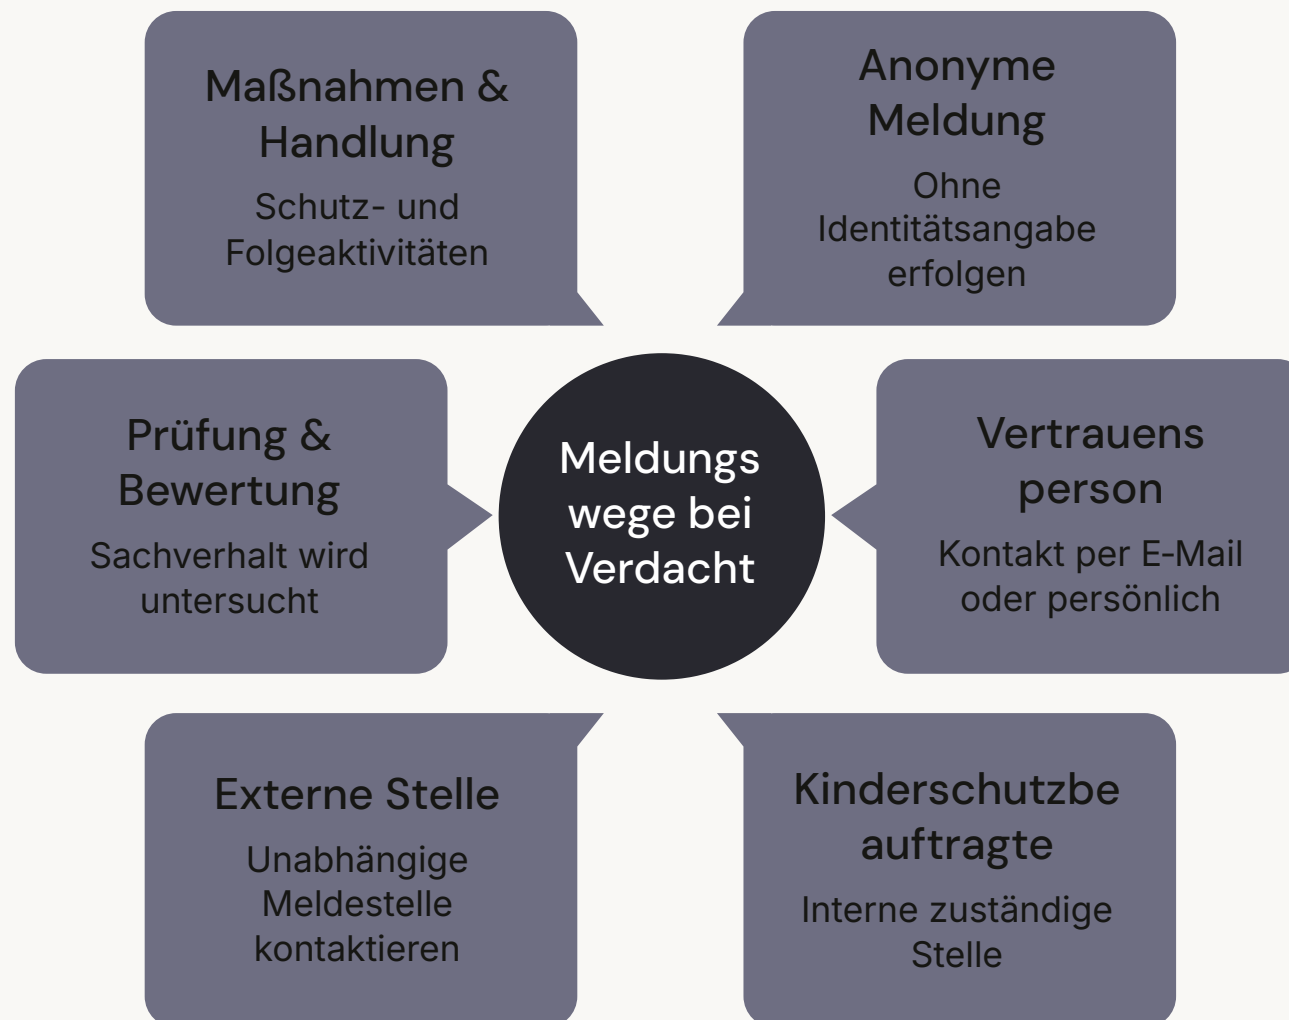 Maßnahmen &
Handlung
Schutz- und
Folgeaktivitäten
Anonyme
Meldung
Ohne
Identitätsangabe
erfolgen
Prüfung &
Bewertung
Sachverhalt wird
untersucht
Meldungs
wege bei
Verdacht
Vertrauens
person
Kontakt per E-Mail
oder persönlich
Externe Stelle
Unabhängige
Meldestelle
kontaktieren
Kinderschutzbe
auftragte
Interne zuständige
Stelle